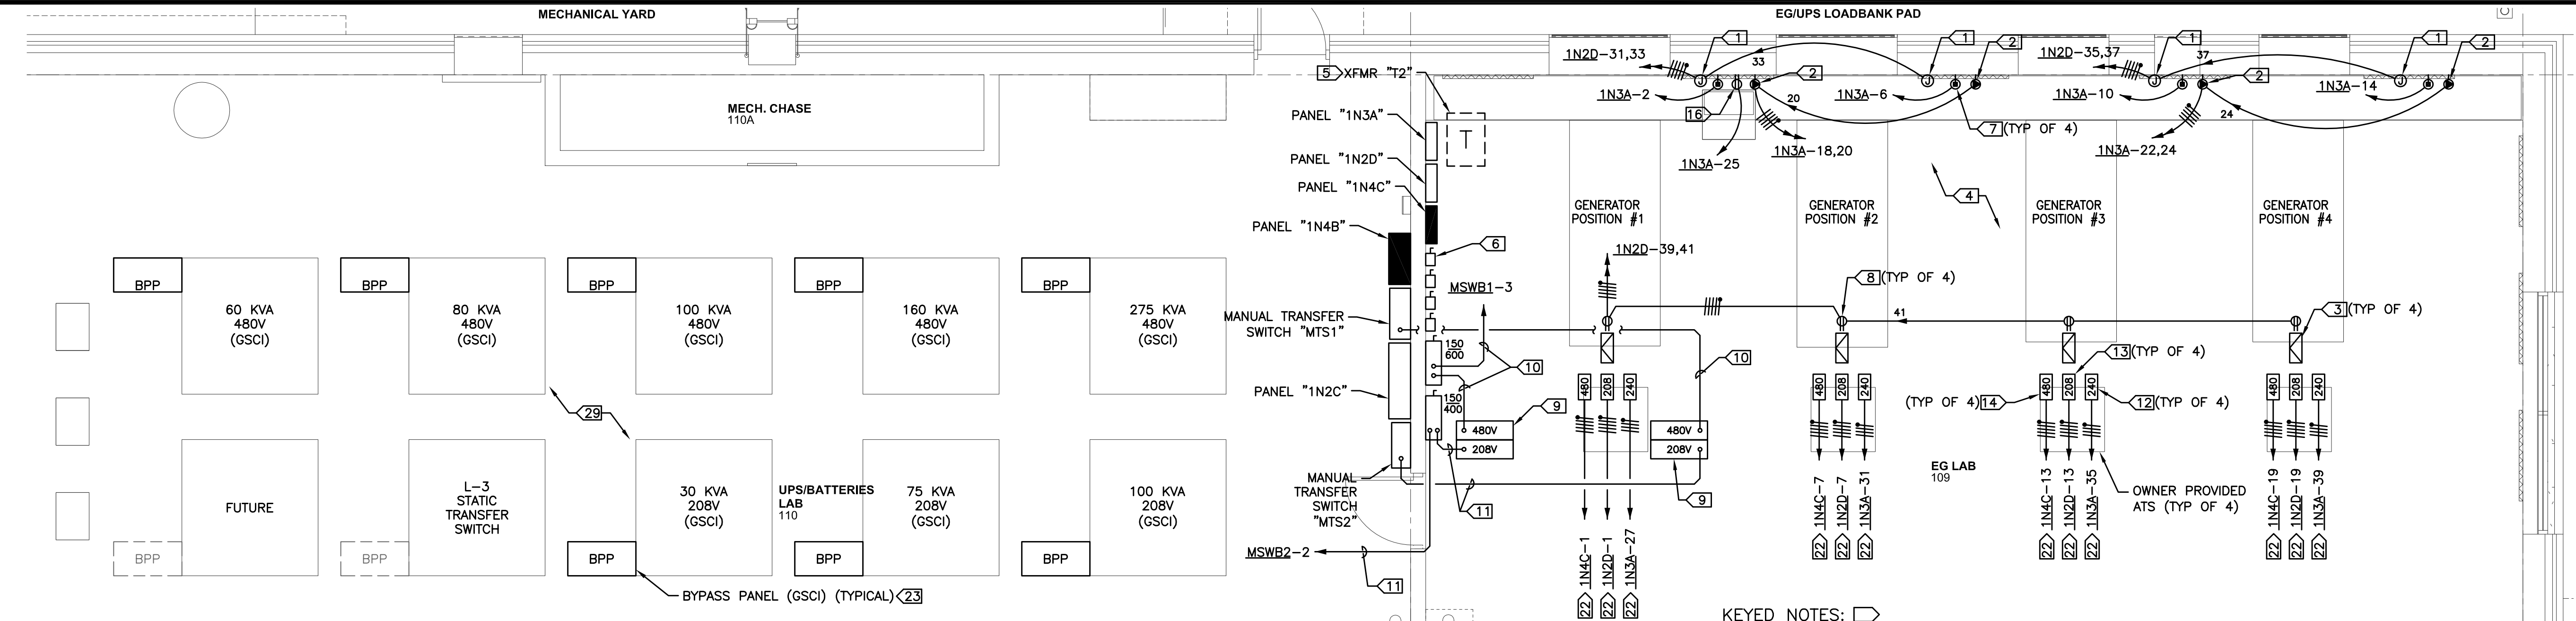 MECHANICAL YARD
EG/UPS LOADBANK PAD
1N2D-31,33
1
33
1
2
1N2D-35,37
1
37
1
2
5
XFMR "T2"
2
2
1N3A-2
20
1N3A-6
1N3A-10
24
1N3A-14
16
7
(TYP OF 4)
1N3A-25
1N3A-18,20
1N3A-22,24
T
MECH. CHASE
110A
PANEL "1N3A"
PANEL "1N2D"
PANEL "1N4C"
PANEL "1N4B"
6
4
GENERATOR
POSITION #1
GENERATOR
POSITION #2
GENERATOR
POSITION #3
GENERATOR
POSITION #4
1N2D-39,41
MSWB1-3
8
(TYP OF 4)
41
3
(TYP OF 4)
MANUAL TRANSFER
SWITCH "MTS1"
150
600
10
10
13
(TYP OF 4)
PANEL "1N2C"
150
400
9
480V
208V
480V
208V
9
MANUAL
TRANSFER
SWITCH
"MTS2"
11
MSWB2-2
11
BPP
60 KVA
480V
(GSCI)
BPP
80 KVA
480V
(GSCI)
BPP
100 KVA
480V
(GSCI)
BPP
160 KVA
480V
(GSCI)
BPP
275 KVA
480V
(GSCI)
29
FUTURE
BPP
L-3
STATIC
TRANSFER
SWITCH
BPP
30 KVA
208V
(GSCI)
BPP
UPS/BATTERIES
LAB
110
75 KVA
208V
(GSCI)
BPP
100 KVA
208V
(GSCI)
BPP
BYPASS PANEL (GSCI) (TYPICAL)
23
480
208
240
480
208
240
480
208
240
480
208
240
(TYP OF 4)
14
12
(TYP OF 4)
EG LAB
109
OWNER PROVIDED
ATS (TYP OF 4)
22
1N4C-1
22
1N2D-1
22
1N3A-27
22
1N4C-7
22
1N2D-7
22
1N3A-31
22
1N4C-13
22
1N2D-13
22
1N3A-35
22
1N4C-19
22
1N2D-19
22
1N3A-39
KEYED NOTES: